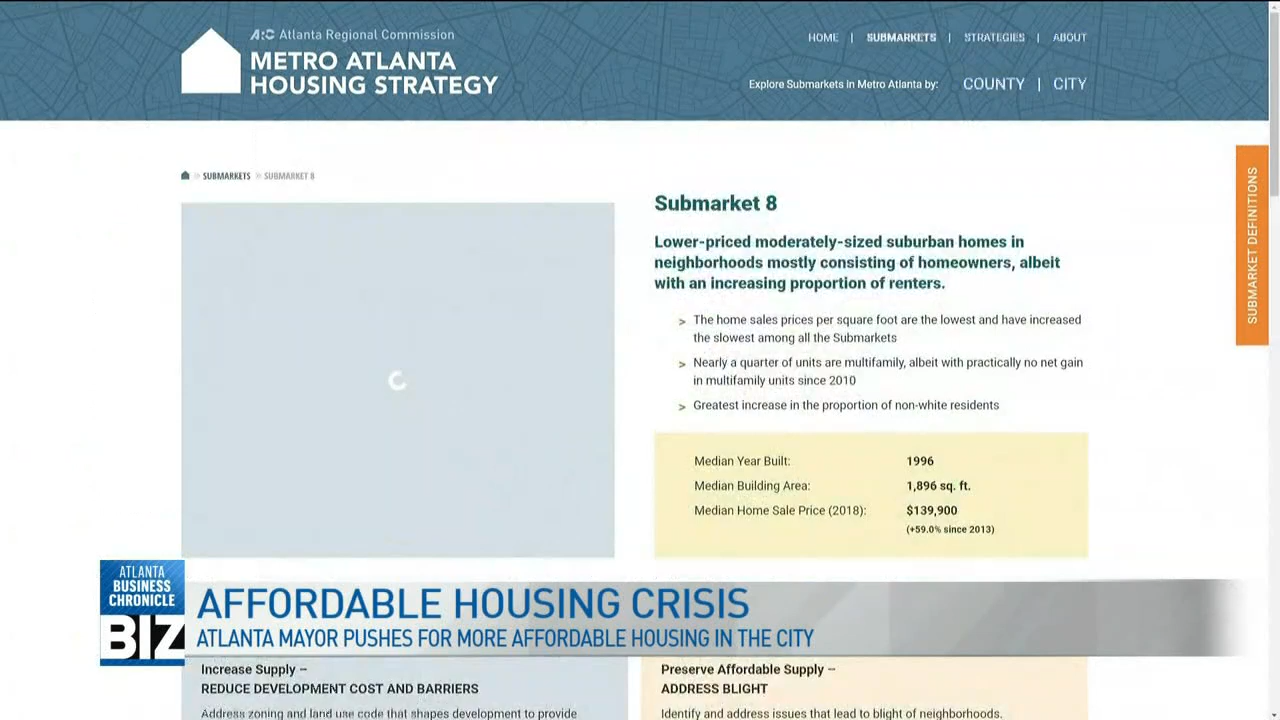 ARC Atlanta Regional Commission
METRO ATLANTA
HOUSING STRATEGY
HOME | SUBMARKETS | STRATEGIES | ABOUT
Explore Submarkets in Metro Atlanta by: COUNTY | CITY
» SUBMARKETS » SUBMARKET 8
SUBMARKET DEFINITIONS
Submarket 8
Lower-priced moderately-sized suburban homes in
neighborhoods mostly consisting of homeowners, albeit
with an increasing proportion of renters.
> The home sales prices per square foot are the lowest and have increased
the slowest among all the Submarkets
> Nearly a quarter of units are multifamily, albeit with practically no net gain
in multifamily units since 2010
> Greatest increase in the proportion of non-white residents
Median Year Built: 1996
Median Building Area: 1,896 sq. ft.
Median Home Sale Price (2018): $139,900
(+59.0% since 2013)
ATLANTA
BUSINESS
CHRONICLE
BIZ
AFFORDABLE HOUSING CRISIS
ATLANTA MAYOR PUSHES FOR MORE AFFORDABLE HOUSING IN THE CITY
Increase Supply –
REDUCE DEVELOPMENT COST AND BARRIERS
Address zoning and land use code that shapes development to provide
Preserve Affordable Supply –
ADDRESS BLIGHT
Identify and address issues that lead to blight of neighborhoods.